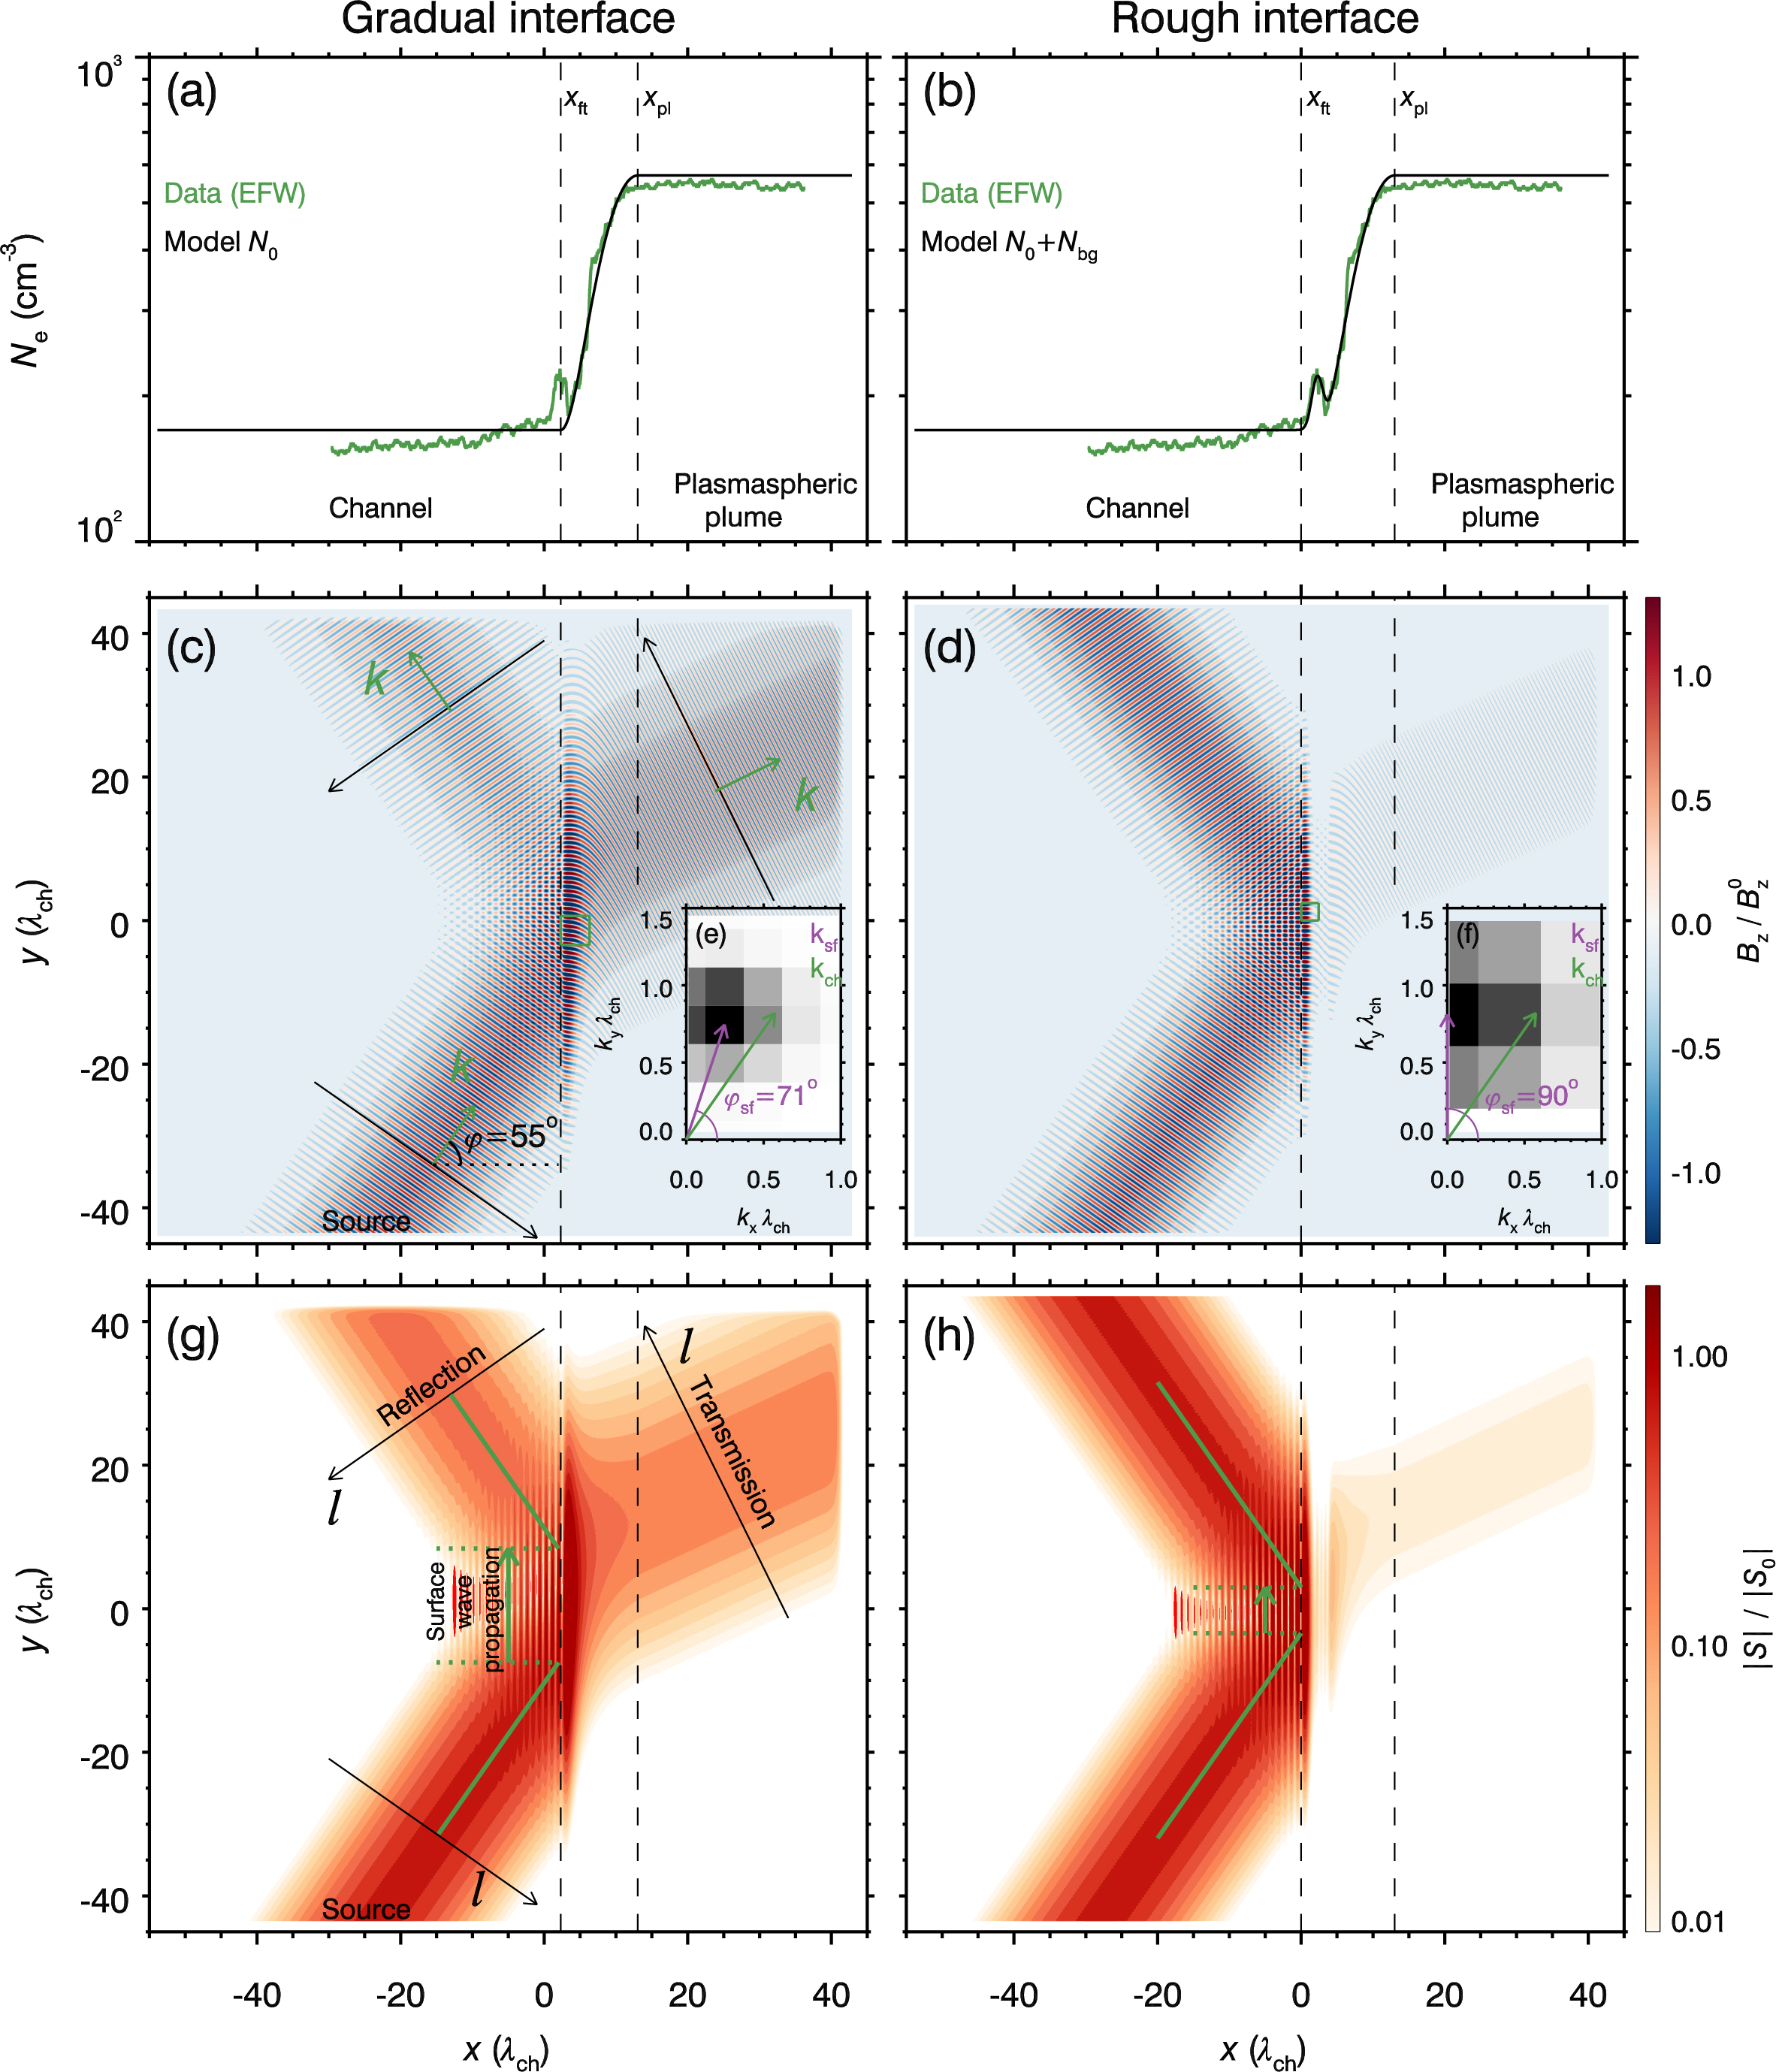 Gradual interface
Rough interface
(a)
x_ft
x_pl
Data (EFW)
Model N_0
Channel
Plasmaspheric
plume
10^3
10^2
N_e (cm^-3)
(b)
x_ft
x_pl
Data (EFW)
Model N_0+N_bg
Channel
Plasmaspheric
plume
(c)
k
k
k
φ=55°
Source
40
20
0
-20
-40
y (λ_ch)
(e)
k_sf
k_ch
φ_sf=71°
1.5
1.0
0.5
0.0
k_y λ_ch
0.0
0.5
1.0
k_x λ_ch
(d)
(f)
k_sf
k_ch
φ_sf=90°
1.5
1.0
0.5
0.0
k_y λ_ch
0.0
0.5
1.0
k_x λ_ch
1.0
0.5
0.0
-0.5
-1.0
B_z / B_z^0
(g)
Reflection
l
l
Transmission
Surface
wave
propagation
l
Source
40
20
0
-20
-40
y (λ_ch)
-40
-20
0
20
40
x (λ_ch)
(h)
-40
-20
0
20
40
x (λ_ch)
1.00
0.10
0.01
|S| / |S_0|